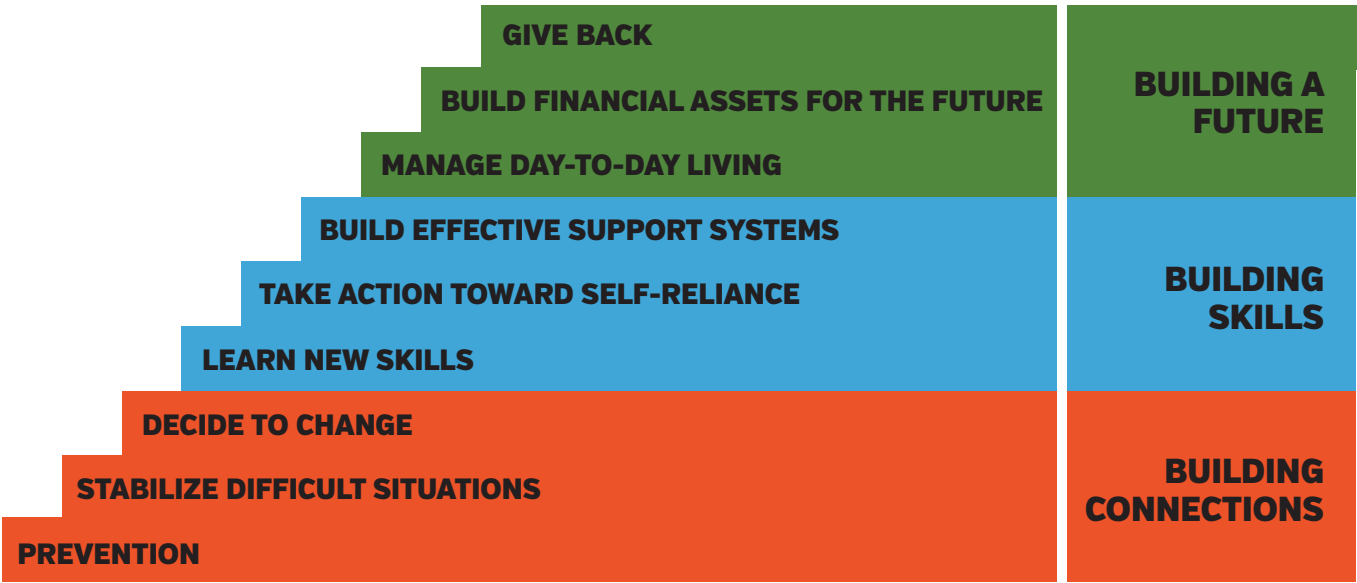 GIVE BACK
BUILD FINANCIAL ASSETS FOR THE FUTURE
MANAGE DAY-TO-DAY LIVING
BUILDING A
FUTURE
BUILD EFFECTIVE SUPPORT SYSTEMS
TAKE ACTION TOWARD SELF-RELIANCE
LEARN NEW SKILLS
BUILDING
SKILLS
DECIDE TO CHANGE
STABILIZE DIFFICULT SITUATIONS
PREVENTION
BUILDING
CONNECTIONS